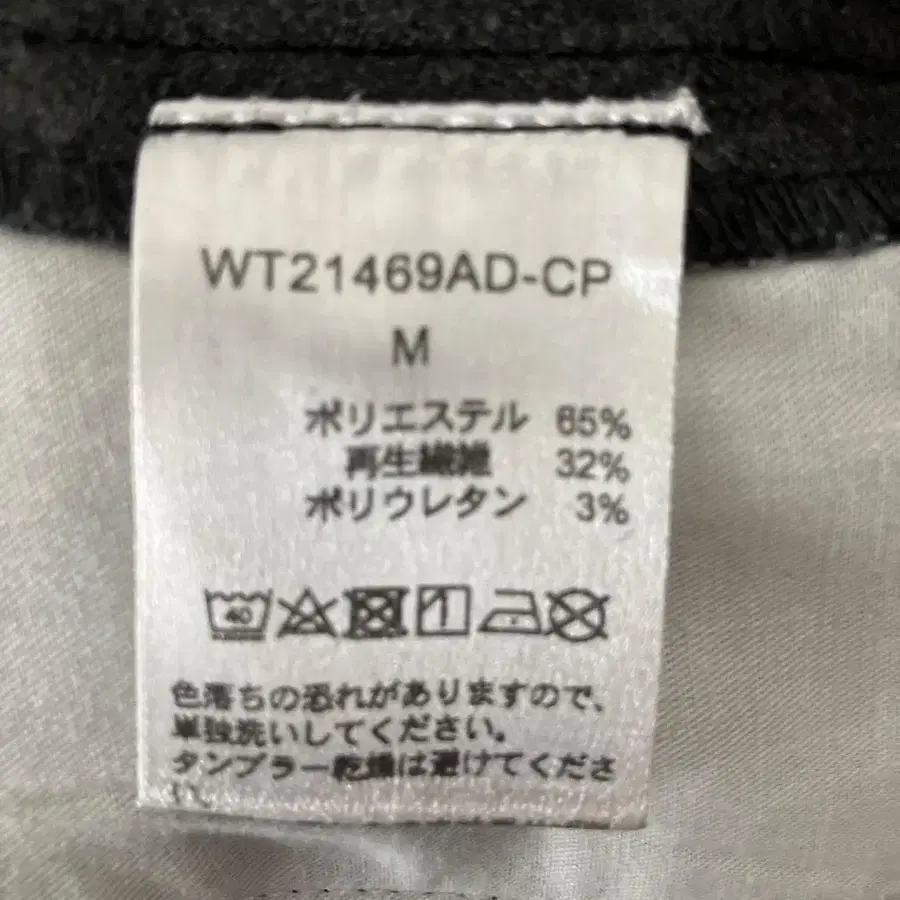 WT21469AD-CP
M
ポリエステル 65%
再生繊維 32%
ポリウレタン 3%
40
色落ちの恐れがありますので、
単独洗いしてください。
タンブラー乾燥は避けてくださ
い。